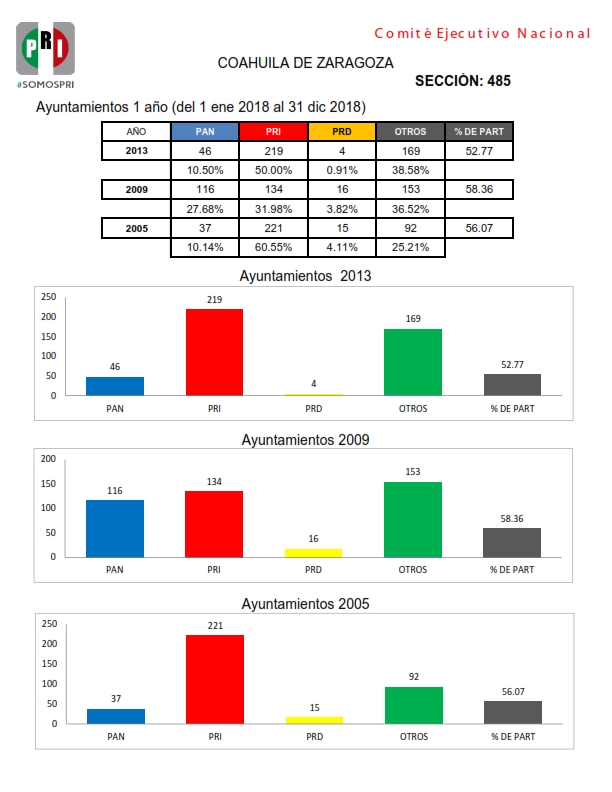 PRI
#SOMOSPRI
Comité Ejecutivo Nacional
COAHUILA DE ZARAGOZA
SECCIÓN: 485
Ayuntamientos 1 año (del 1 ene 2018 al 31 dic 2018)
AÑO PAN PRI PRD OTROS % DE PART
2013 46 219 4 169 52.77
10.50% 50.00% 0.91% 38.58%
2009 116 134 16 153 58.36
27.68% 31.98% 3.82% 36.52%
2005 37 221 15 92 56.07
10.14% 60.55% 4.11% 25.21%
Ayuntamientos 2013
250
200
150
100
50
0
46 219 4 169 52.77
PAN PRI PRD OTROS % DE PART
Ayuntamientos 2009
200
150
100
50
0
116 134 16 153 58.36
PAN PRI PRD OTROS % DE PART
Ayuntamientos 2005
250
200
150
100
50
0
37 221 15 92 56.07
PAN PRI PRD OTROS % DE PART